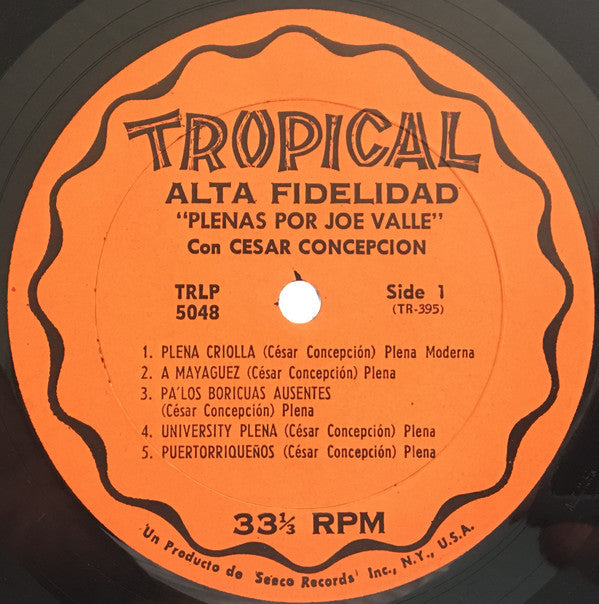 TROPICAL
ALTA FIDELIDAD
"PLENAS POR JOE VALLE"
Con CESAR CONCEPCION
TRLP
5048
Side 1
(TR-395)
1. PLENA CRIOLLA (César Concepción) Plena Moderna
2. A MAYAGUEZ (César Concepción) Plena
3. PA'LOS BORICUAS AUSENTES
(César Concepción) Plena
4. UNIVERSITY PLENA (César Concepción) Plena
5. PUERTORRIQUEÑOS (César Concepción) Plena
33⅓ RPM
Un Producto de 'Seeco Records' Inc., N.Y., U.S.A.